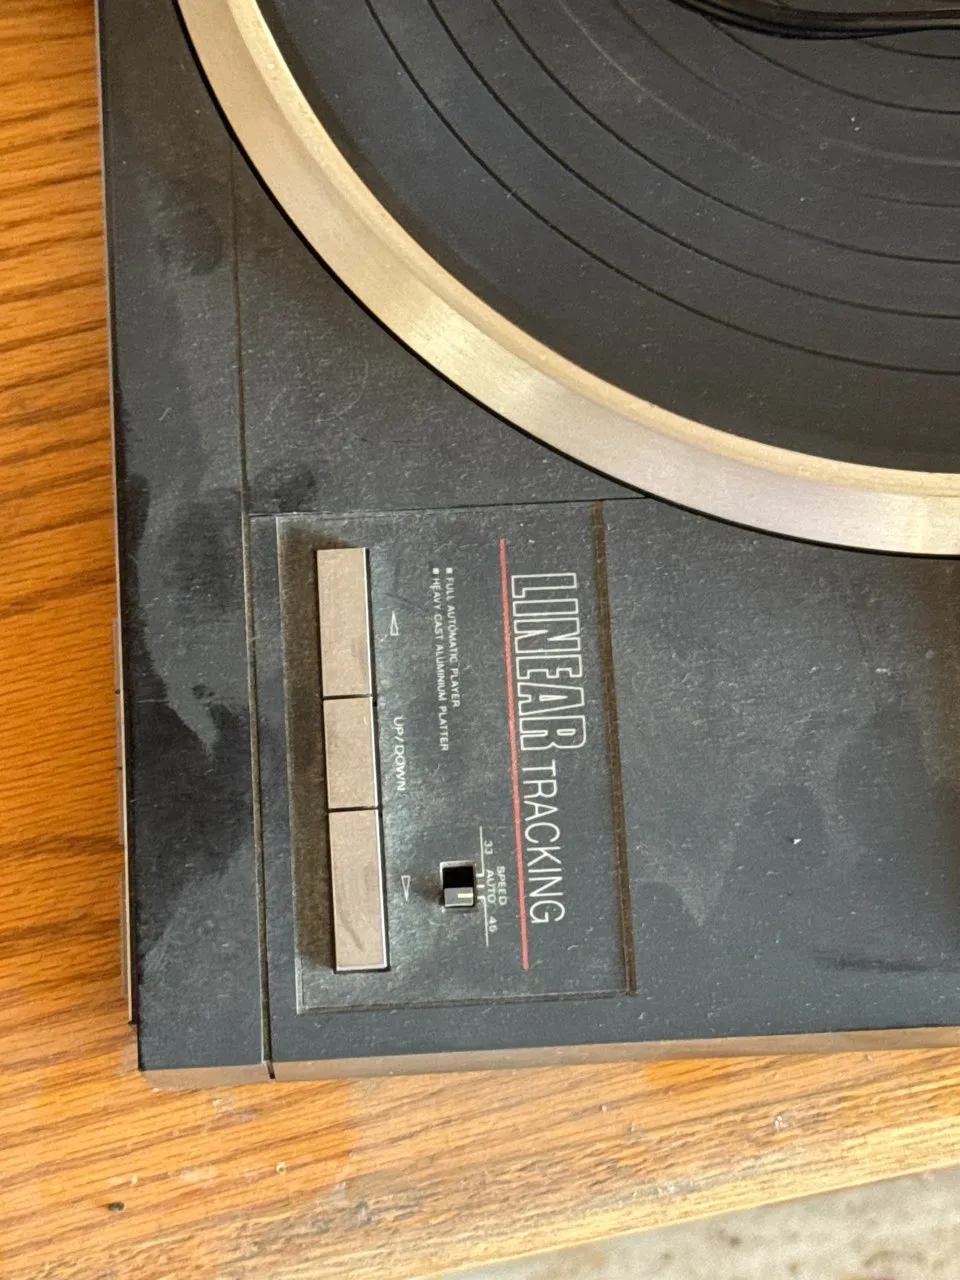 LINEAR TRACKING
SPEED
33 AUTO 45
■ FULL AUTOMATIC PLAYER
■ HEAVY CAST ALUMINIUM PLATTER
◁ UP/DOWN ▷